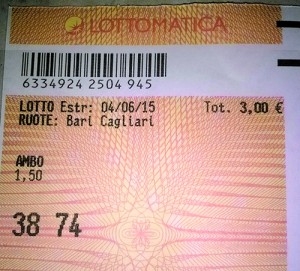 LOTTOMATICA
6334924 2504 945
LOTTO Estr: 04/06/15 Tot. 3,00 €
RUOTE: Bari Cagliari
AMBO
1,50
38 74